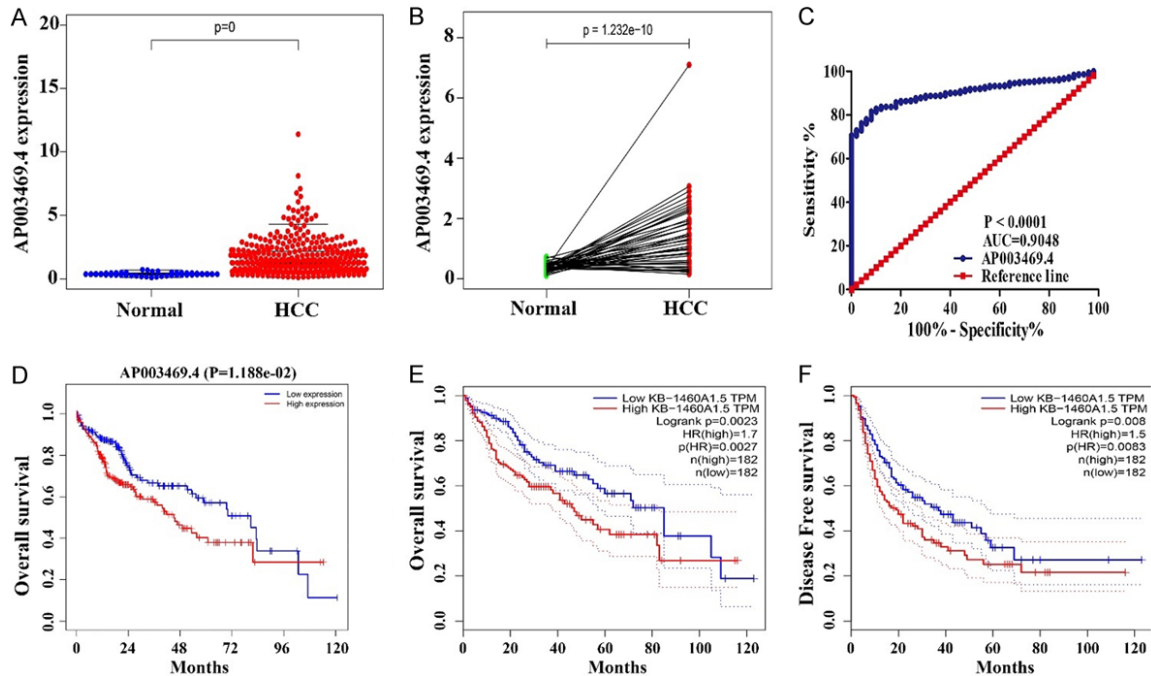 A
AP003469.4 expression
20
15
10
5
0
p=0
Normal
HCC
B
AP003469.4 expression
8
6
4
2
0
p = 1.232e−10
Normal
HCC
C
Sensitivity %
100
80
60
40
20
0
P < 0.0001
AUC=0.9048
AP003469.4
Reference line
0
20
40
60
80
100
100% - Specificity%
D
AP003469.4 (P=1.188e-02)
Overall survival
1.0
0.8
0.6
0.4
0.2
0.0
Low expression
High expression
0
24
48
72
96
120
Months
E
Overall survival
1.0
0.8
0.6
0.4
0.2
0.0
Low KB−1460A1.5 TPM
High KB−1460A1.5 TPM
Logrank p=0.0023
HR(high)=1.7
p(HR)=0.0027
n(high)=182
n(low)=182
0
20
40
60
80
100
120
Months
F
Disease Free survival
1.0
0.8
0.6
0.4
0.2
0.0
Low KB−1460A1.5 TPM
High KB−1460A1.5 TPM
Logrank p=0.008
HR(high)=1.5
p(HR)=0.0083
n(high)=182
n(low)=182
0
20
40
60
80
100
120
Months